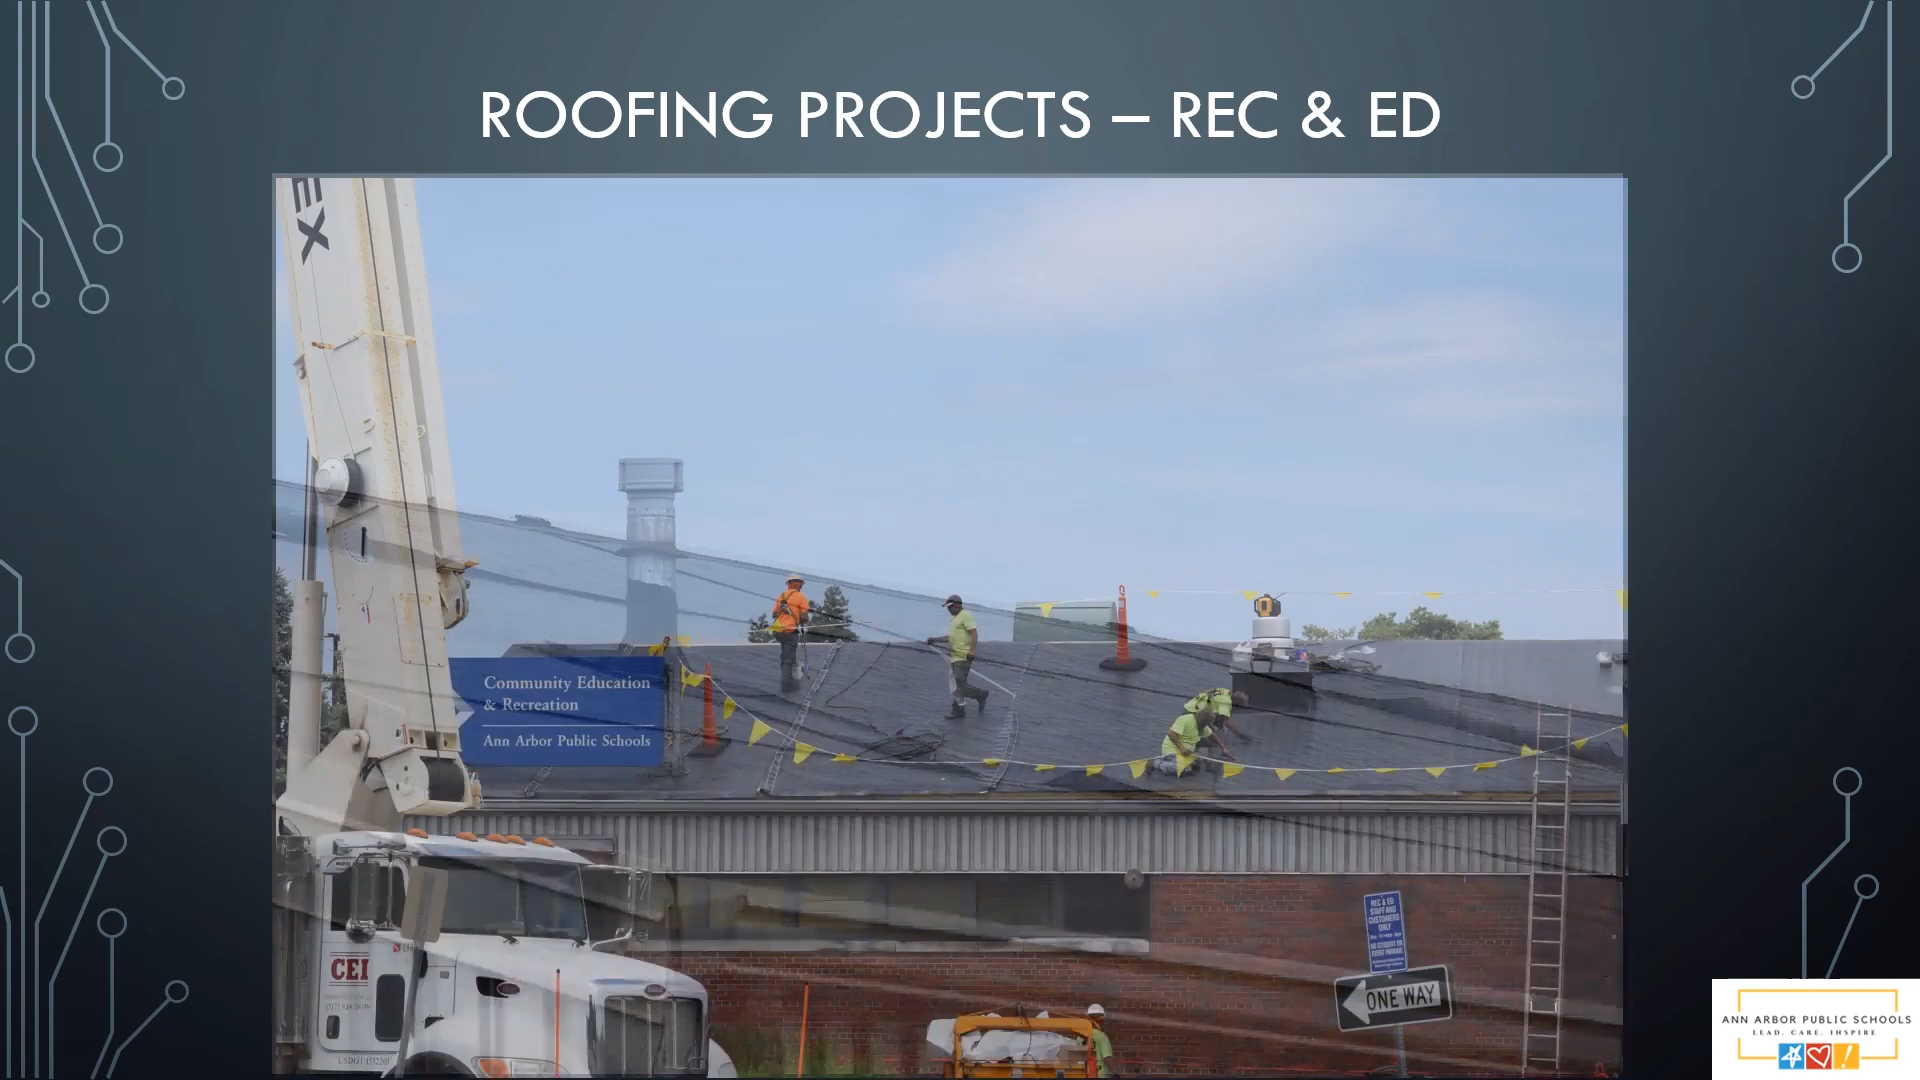 ROOFING PROJECTS – REC & ED
EX
Community Education
& Recreation
Ann Arbor Public Schools
REC & ED
STAFF AND
CUSTOMERS
ONLY
ONE WAY
CEI
ANN ARBOR PUBLIC SCHOOLS
LEAD. CARE. INSPIRE